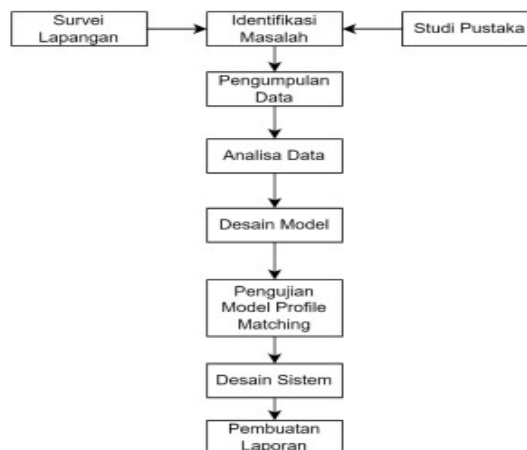 Survei
Lapangan
Identifikasi
Masalah
Studi Pustaka
Pengumpulan
Data
Analisa Data
Desain Model
Pengujian
Model Profile
Matching
Desain Sistem
Pembuatan
Laporan